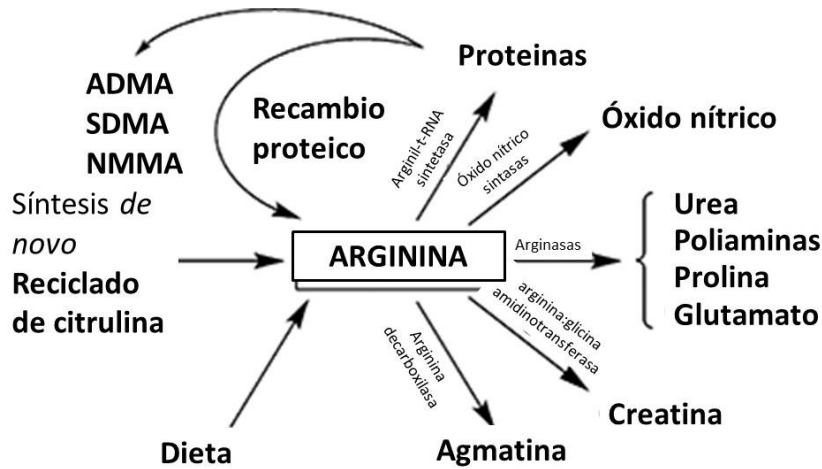 Proteinas
ADMA
SDMA
NMMA
Recambio
proteico
Arginil-t-RNA
sintetasa
Óxido nítrico
sintasas
Óxido nítrico
Síntesis de
novo
Reciclado
de citrulina
ARGININA
Arginasas
Urea
Poliaminas
Prolina
Glutamato
arginina:glicina
amidinotransferasa
Arginina
decarboxilasa
Creatina
Dieta
Agmatina